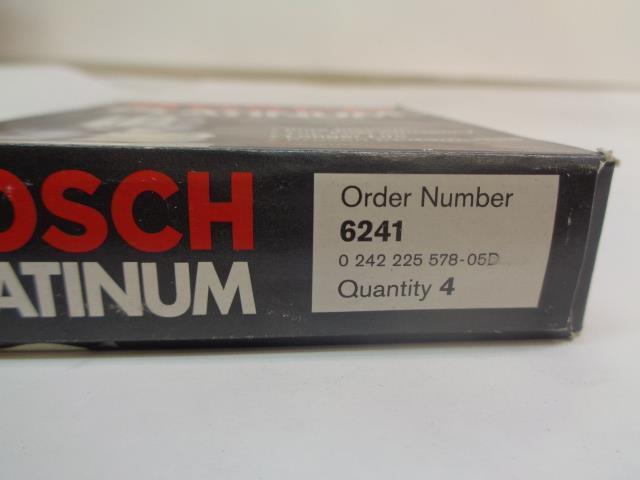 OSCH
ATINUM
Order Number
6241
0 242 225 578-05D
Quantity 4